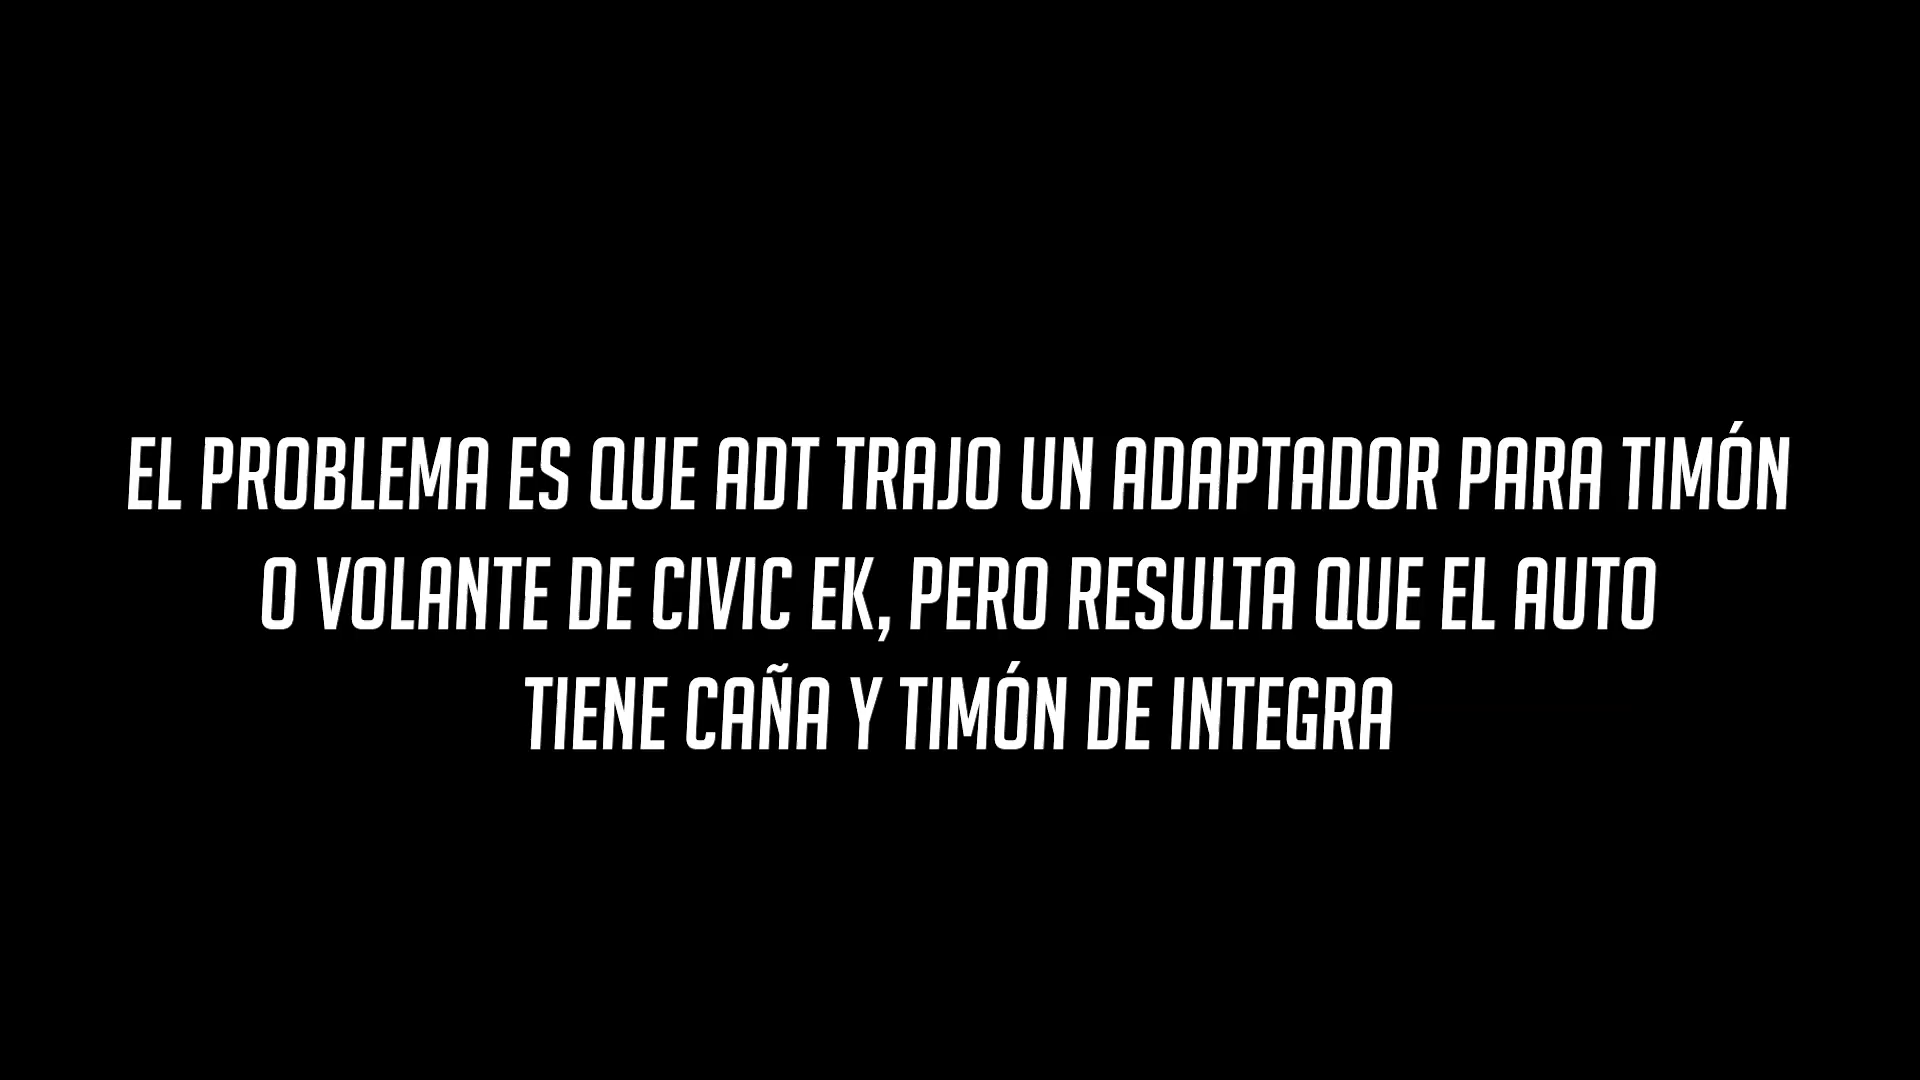 EL PROBLEMA ES QUE ADT TRAJO UN ADAPTADOR PARA TIMÓN
O VOLANTE DE CIVIC EK, PERO RESULTA QUE EL AUTO
TIENE CAÑA Y TIMÓN DE INTEGRA